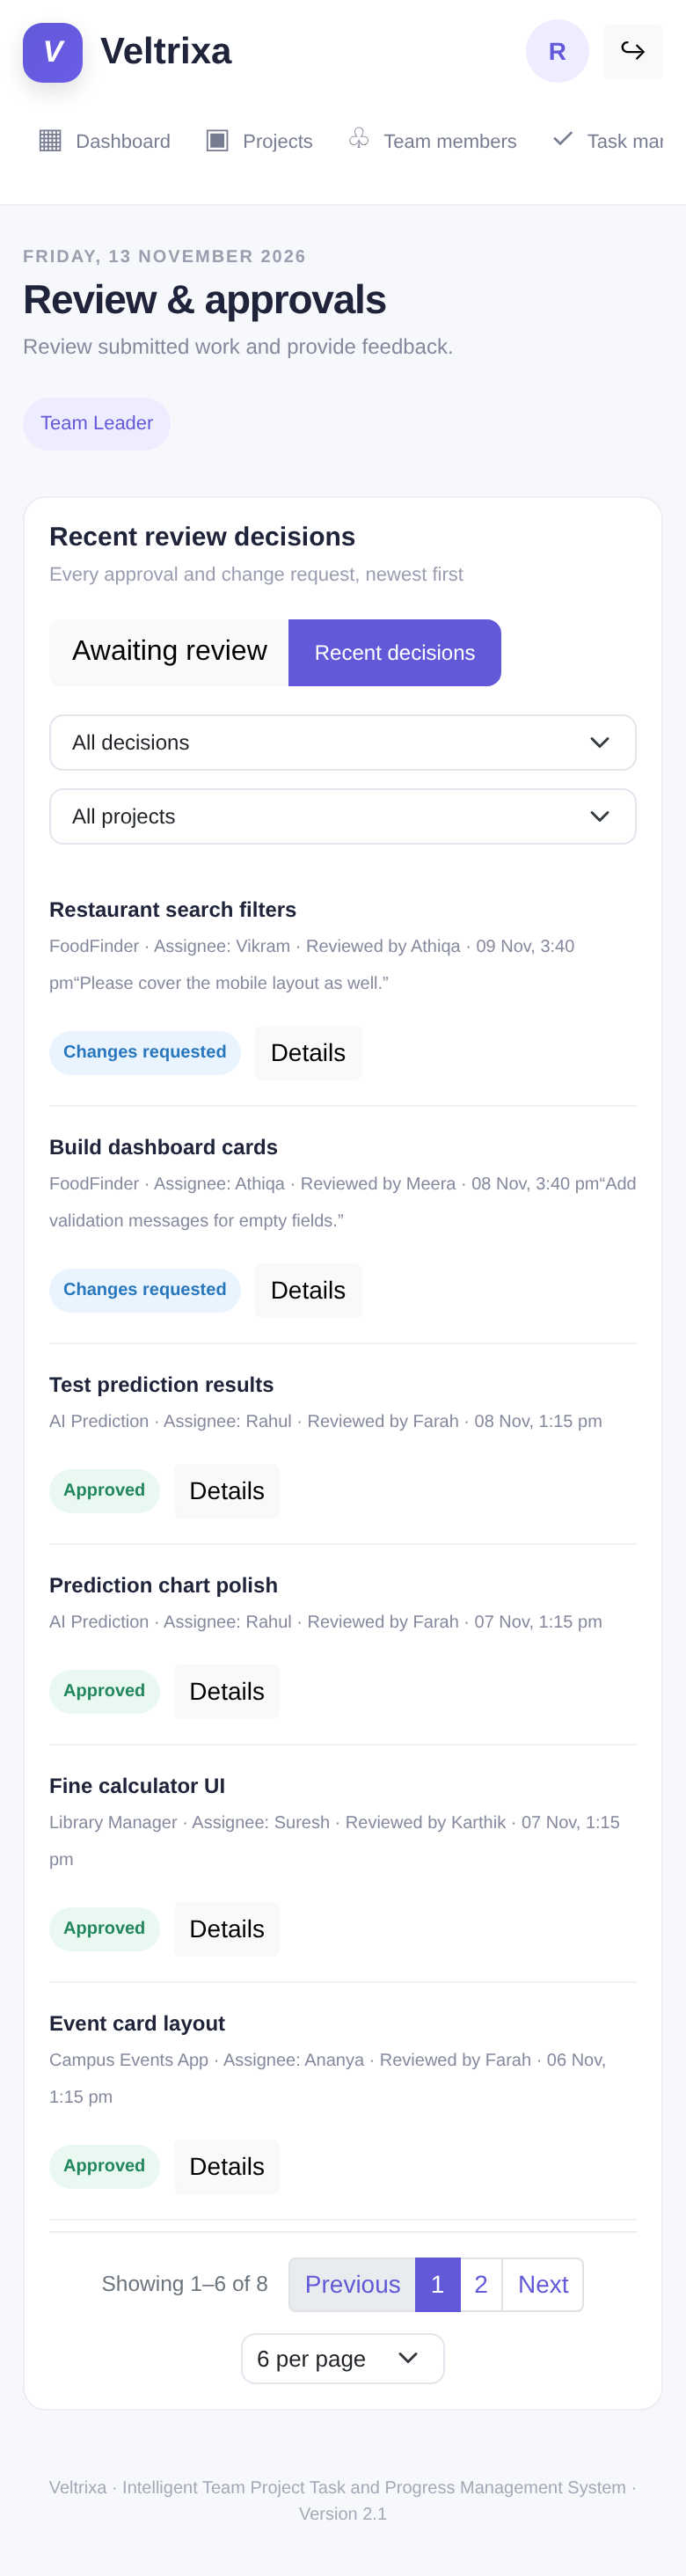 V Veltrixa R
Dashboard Projects Team members Task mar
FRIDAY, 13 NOVEMBER 2026
Review & approvals
Review submitted work and provide feedback.
Team Leader
Recent review decisions
Every approval and change request, newest first
Awaiting review Recent decisions
All decisions
All projects
Restaurant search filters
FoodFinder · Assignee: Vikram · Reviewed by Athiqa · 09 Nov, 3:40
pm“Please cover the mobile layout as well.”
Changes requested Details
Build dashboard cards
FoodFinder · Assignee: Athiqa · Reviewed by Meera · 08 Nov, 3:40 pm“Add
validation messages for empty fields.”
Changes requested Details
Test prediction results
AI Prediction · Assignee: Rahul · Reviewed by Farah · 08 Nov, 1:15 pm
Approved Details
Prediction chart polish
AI Prediction · Assignee: Rahul · Reviewed by Farah · 07 Nov, 1:15 pm
Approved Details
Fine calculator UI
Library Manager · Assignee: Suresh · Reviewed by Karthik · 07 Nov, 1:15
pm
Approved Details
Event card layout
Campus Events App · Assignee: Ananya · Reviewed by Farah · 06 Nov,
1:15 pm
Approved Details
Showing 1–6 of 8 Previous 1 2 Next
6 per page
Veltrixa · Intelligent Team Project Task and Progress Management System ·
Version 2.1